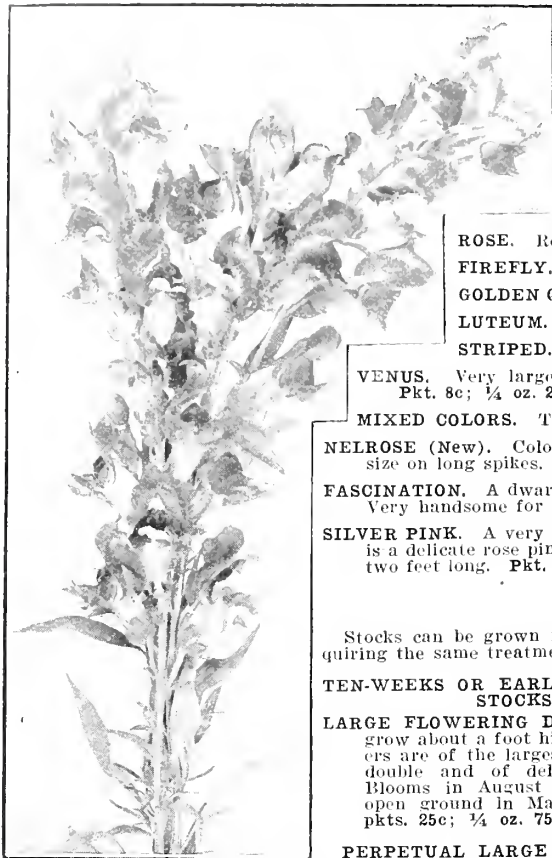 ROSE.
FIREFLY.
GOLDEN
LUTEUM.
STRIPED.
VENUS. Very large
Pkt. 8c; ¼ oz. 2
MIXED COLORS. T
NELROSE (New). Colo
size on long spikes.
FASCINATION. A dwar
Very handsome for
SILVER PINK. A very
is a delicate rose pin
two feet long. Pkt.
Stocks can be grown
quiring the same treatme
TEN-WEEKS OR EARL
STOCKS
LARGE FLOWERING D
grow about a foot hi
ers are of the larges
double and of del
Blooms in August
open ground in Ma
pkts. 25c; ¼ oz. 75
PERPETUAL LARGE